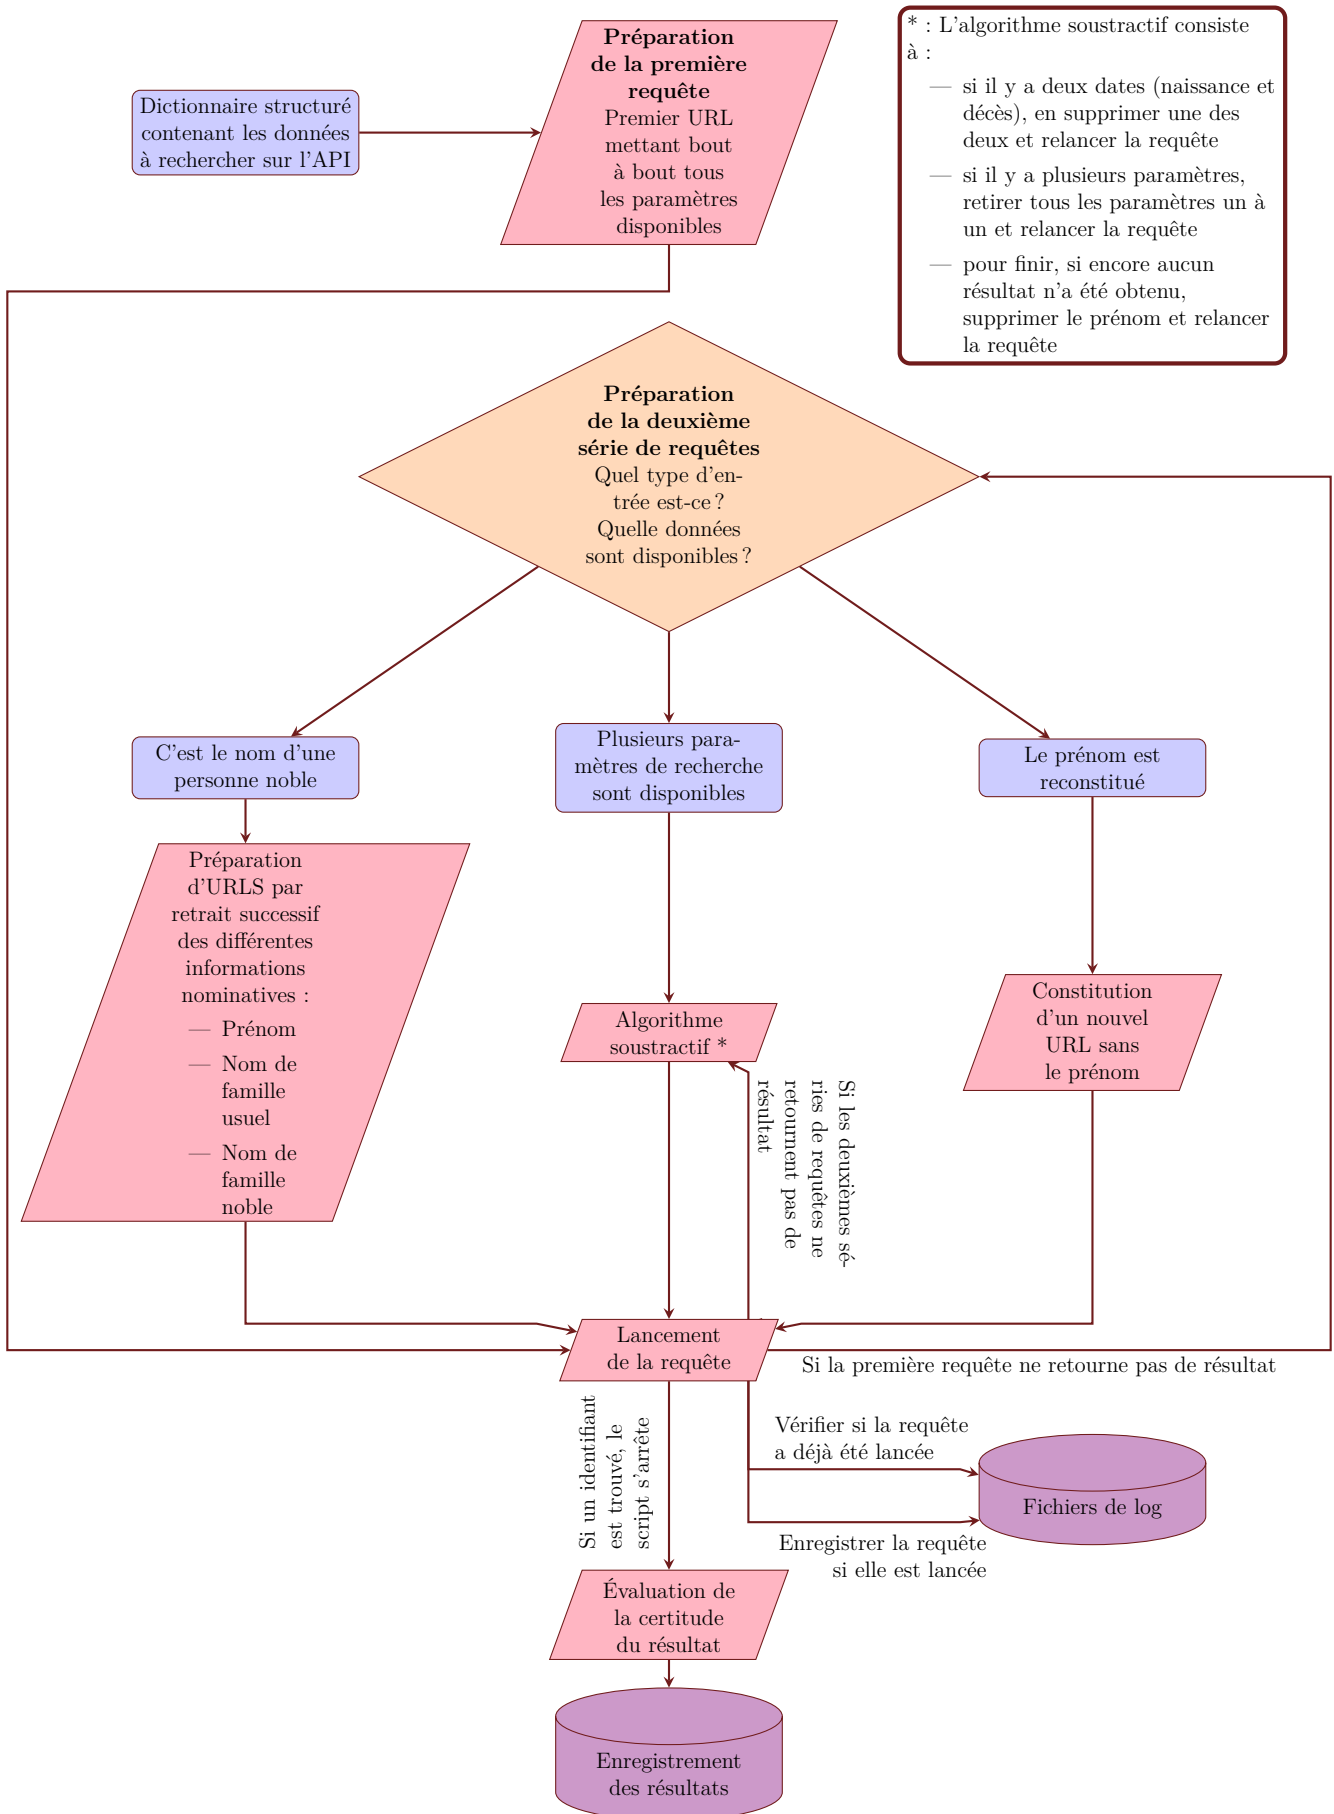 Dictionnaire structuré
contenant les données
à rechercher sur l'API
Préparation
de la première
requête
Premier URL
mettant bout
à bout tous
les paramètres
disponibles
* : L'algorithme soustractif consiste
à :
— si il y a deux dates (naissance et
décès), en supprimer une des
deux et relancer la requête
— si il y a plusieurs paramètres,
retirer tous les paramètres un à
un et relancer la requête
— pour finir, si encore aucun
résultat n'a été obtenu,
supprimer le prénom et relancer
la requête
Préparation
de la deuxième
série de requêtes
Quel type d'en-
trée est-ce ?
Quelle données
sont disponibles ?
C'est le nom d'une
personne noble
Plusieurs para-
mètres de recherche
sont disponibles
Le prénom est
reconstitué
Préparation
d'URLS par
retrait successif
des différentes
informations
nominatives :
— Prénom
— Nom de
famille
usuel
— Nom de
famille
noble
Algorithme
soustractif *
Constitution
d'un nouvel
URL sans
le prénom
Si les deuxièmes sé-
ries de requêtes ne
retournent pas de
résultat
Lancement
de la requête
Si la première requête ne retourne pas de résultat
Si un identifiant
est trouvé, le
script s'arrête
Vérifier si la requête
a déjà été lancée
Fichiers de log
Enregistrer la requête
si elle est lancée
Évaluation de
la certitude
du résultat
Enregistrement
des résultats